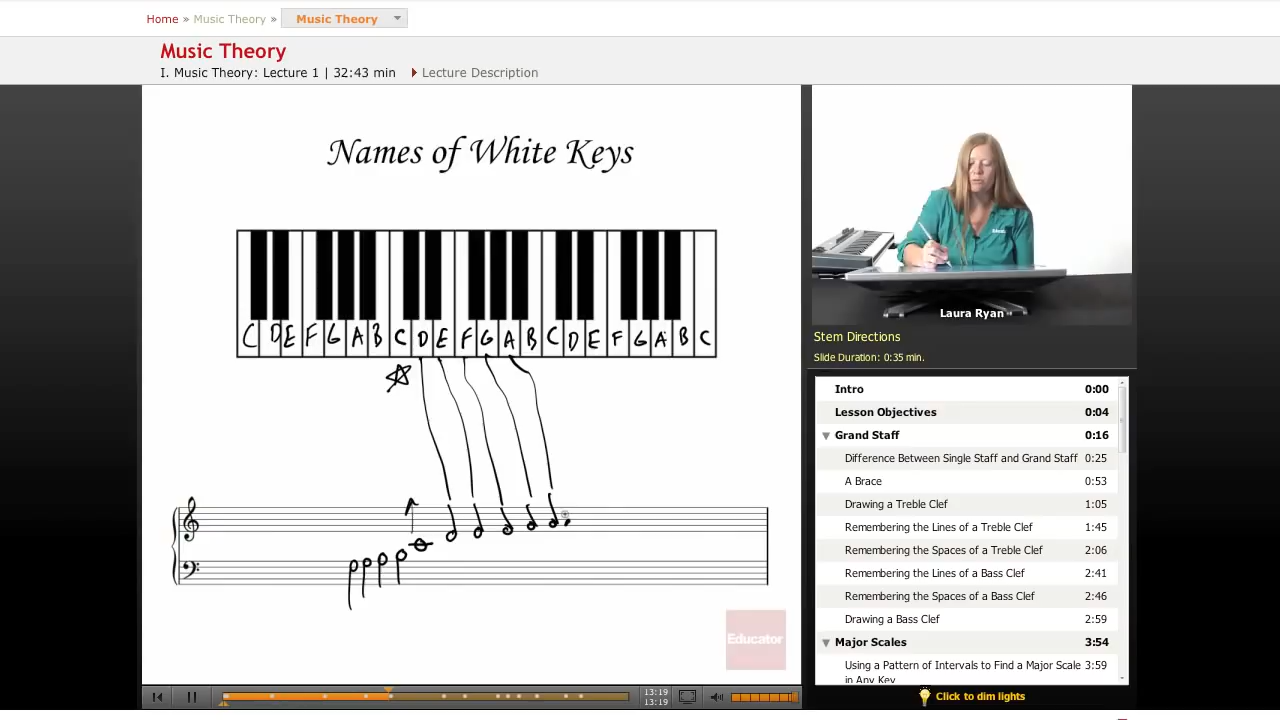 Home » Music Theory » Music Theory
Music Theory
I. Music Theory: Lecture 1 | 32:43 min Lecture Description
Names of White Keys
C D E F G A B C D E F G A B C D E F G A B C
Educator
Laura Ryan
Stem Directions
Slide Duration: 0:35 min.
Intro 0:00
Lesson Objectives 0:04
Grand Staff 0:16
Difference Between Single Staff and Grand Staff 0:25
A Brace 0:53
Drawing a Treble Clef 1:05
Remembering the Lines of a Treble Clef 1:45
Remembering the Spaces of a Treble Clef 2:06
Remembering the Lines of a Bass Clef 2:41
Remembering the Spaces of a Bass Clef 2:46
Drawing a Bass Clef 2:59
Major Scales 3:54
Using a Pattern of Intervals to Find a Major Scale 3:59
in Any Key
13:19
13:19
Click to dim lights